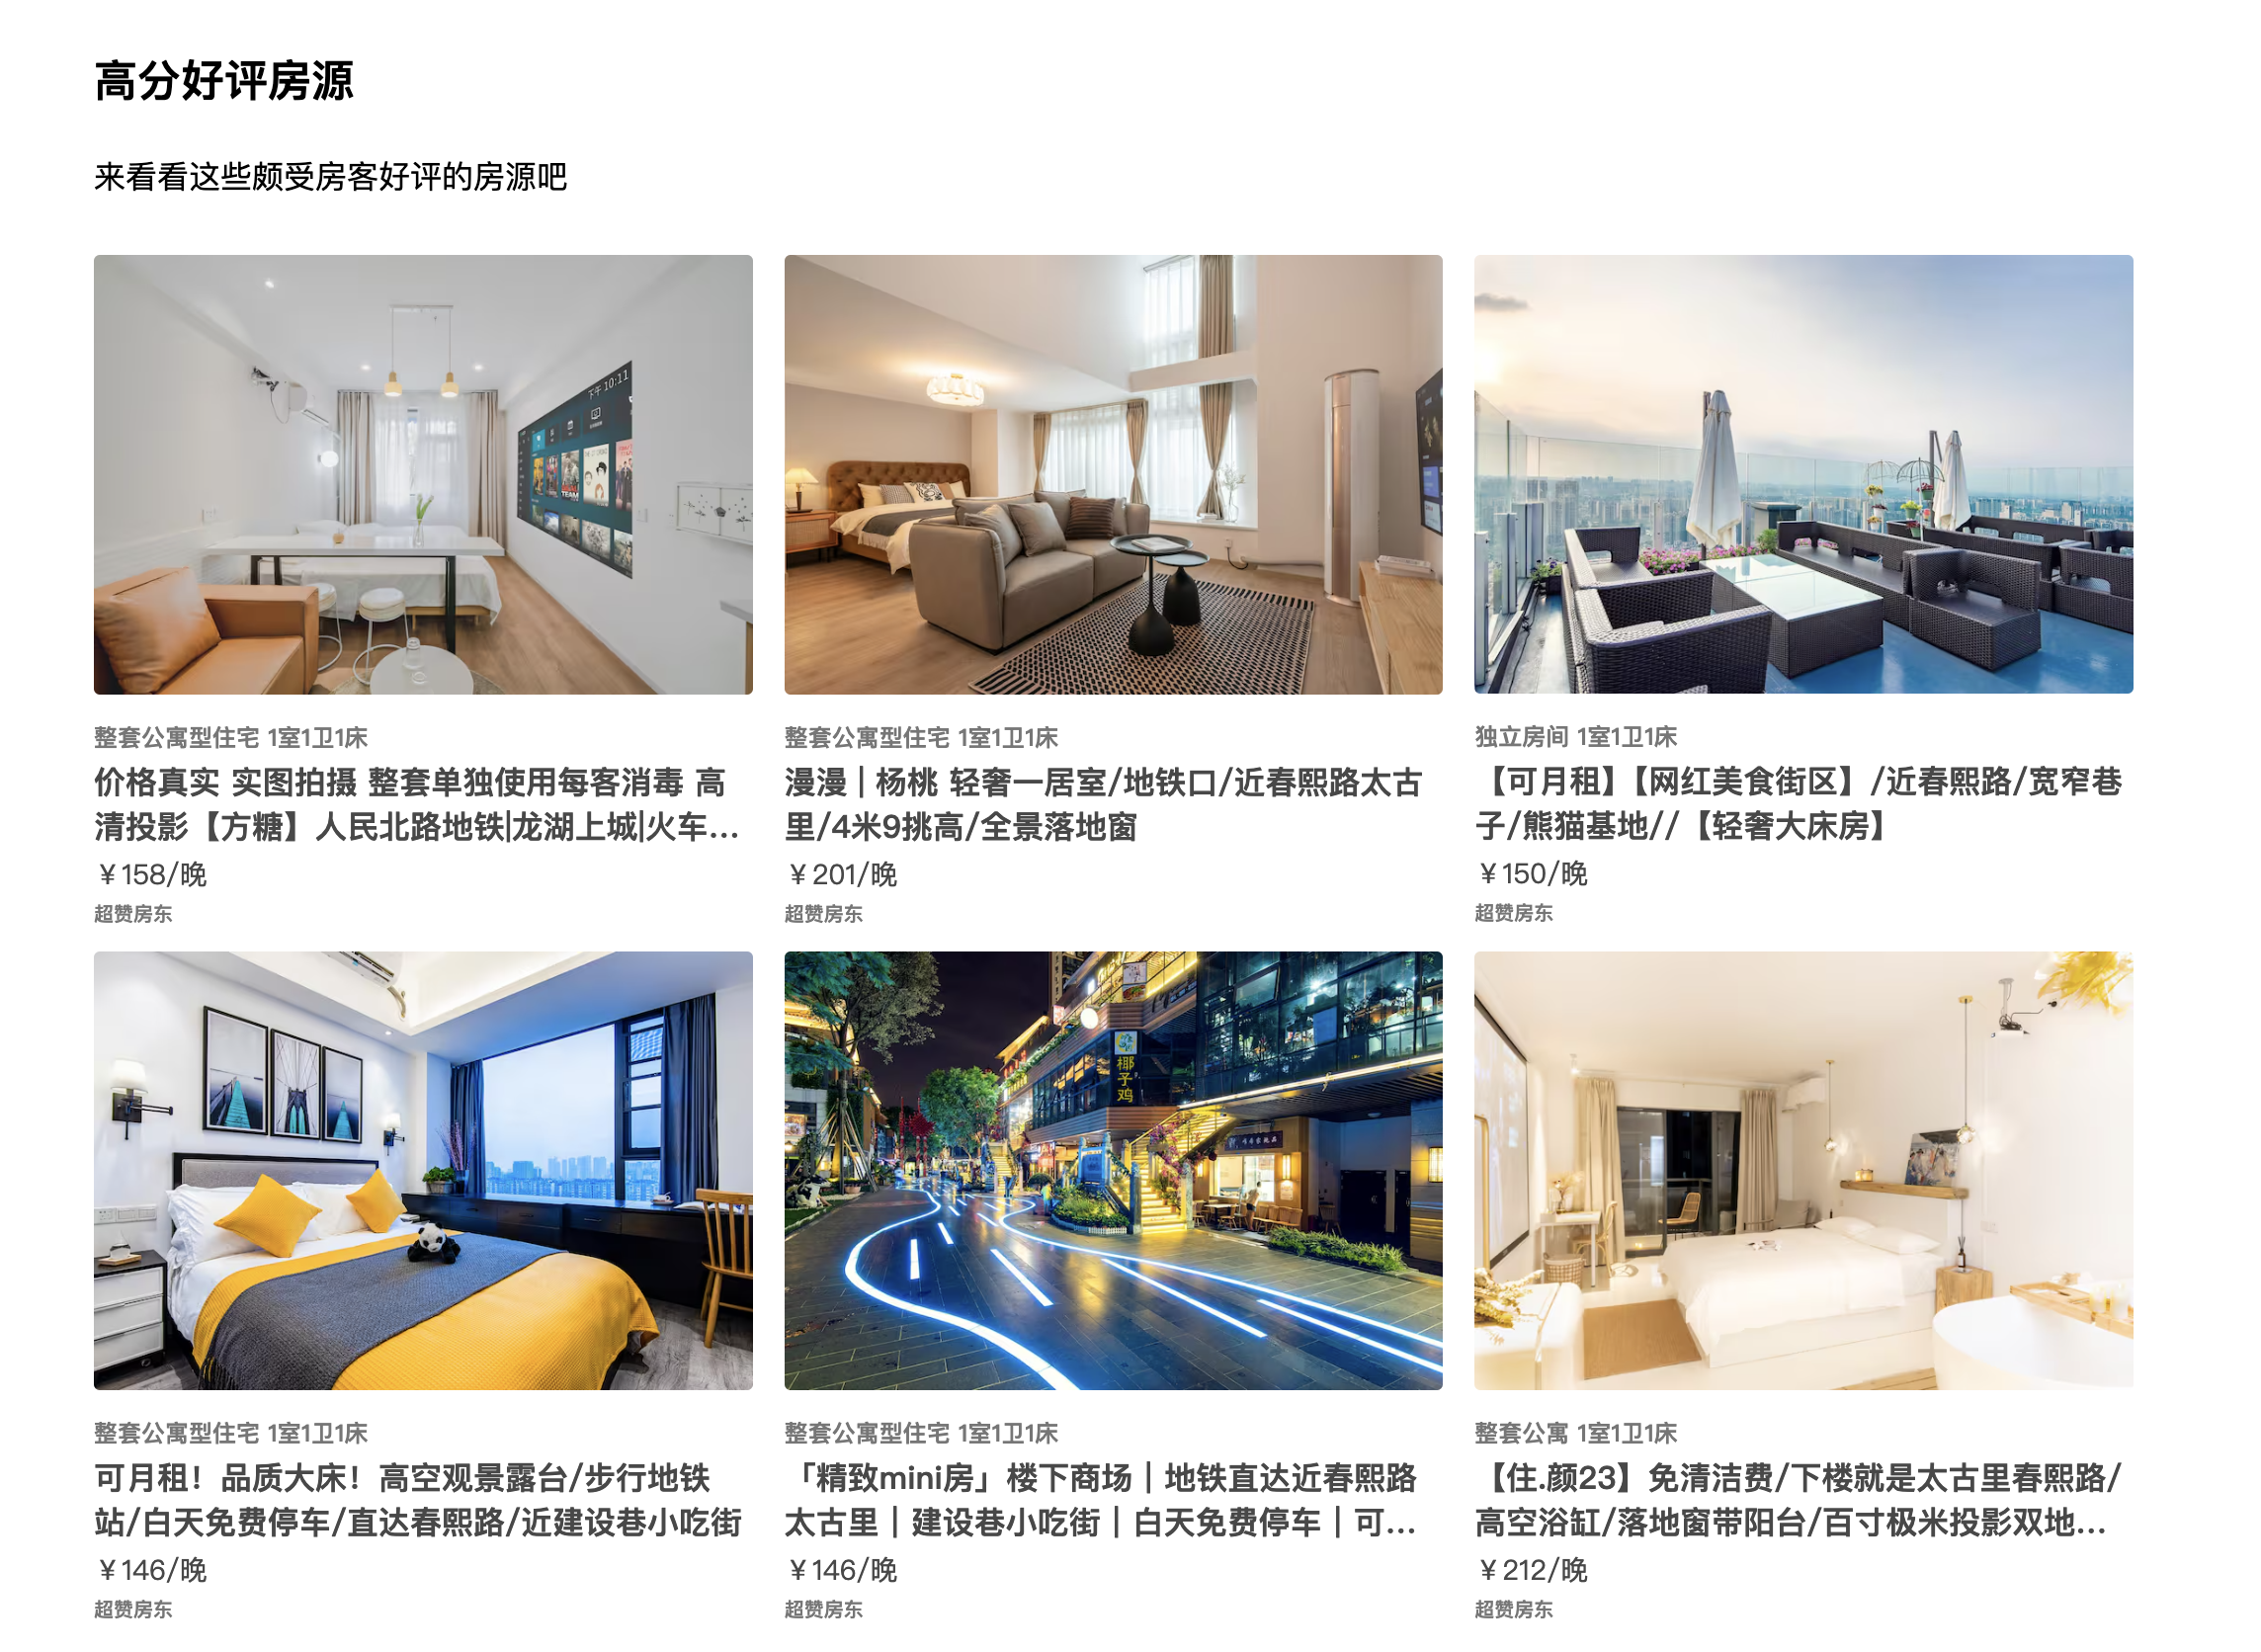 高分好评房源
来看看这些颇受房客好评的房源吧
下午 10:11
整套公寓型住宅 1室1卫1床
价格真实 实图拍摄 整套单独使用每客消毒 高
清投影【方糖】人民北路地铁|龙湖上城|火车...
￥158/晚
超赞房东
整套公寓型住宅 1室1卫1床
漫漫 | 杨桃 轻奢一居室/地铁口/近春熙路太古
里/4米9挑高/全景落地窗
￥201/晚
超赞房东
独立房间 1室1卫1床
【可月租】【网红美食街区】/近春熙路/宽窄巷
子/熊猫基地//【轻奢大床房】
￥150/晚
超赞房东
椰子鸡
整套公寓型住宅 1室1卫1床
可月租！品质大床！高空观景露台/步行地铁
站/白天免费停车/直达春熙路/近建设巷小吃街
￥146/晚
超赞房东
整套公寓型住宅 1室1卫1床
「精致mini房」楼下商场｜地铁直达近春熙路
太古里｜建设巷小吃街｜白天免费停车｜可...
￥146/晚
超赞房东
整套公寓 1室1卫1床
【住.颜23】免清洁费/下楼就是太古里春熙路/
高空浴缸/落地窗带阳台/百寸极米投影双地...
￥212/晚
超赞房东